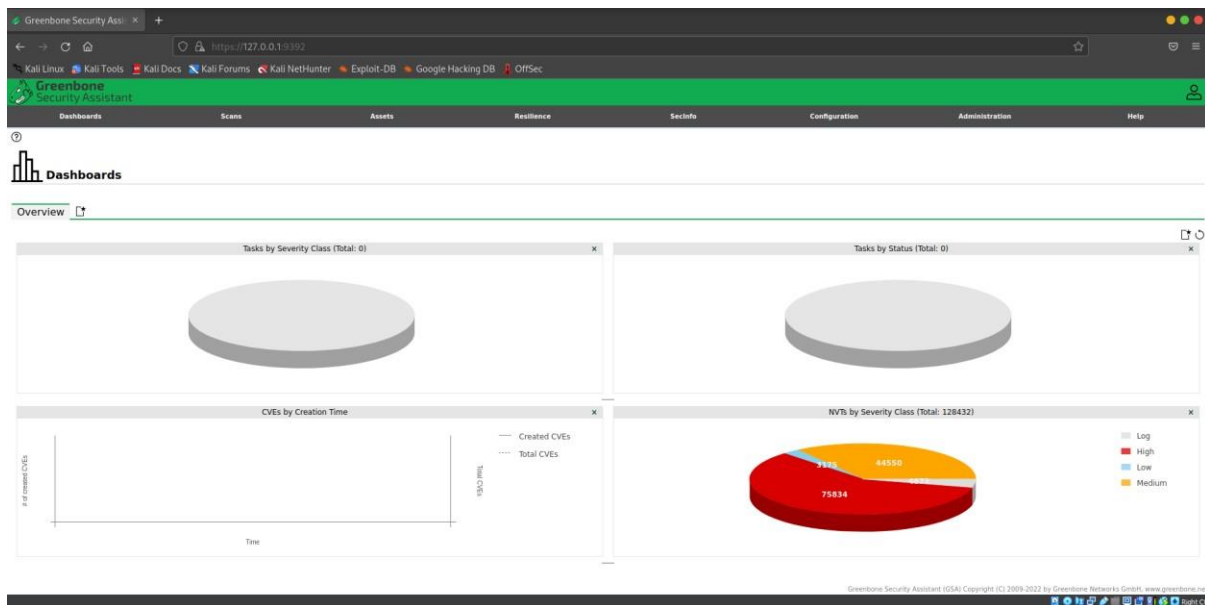 Greenbone Security Assi
https://127.0.0.1:9392
Kali Linux Kali Tools Kali Docs Kali Forums Kali NetHunter Exploit-DB Google Hacking DB OffSec
Greenbone
Security Assistant
Dashboards Scans Assets Resilience SecInfo Configuration Administration Help
Dashboards
Overview
Tasks by Severity Class (Total: 0)
Tasks by Status (Total: 0)
CVEs by Creation Time
# of created CVEs
Time
Total CVEs
Created CVEs
Total CVEs
NVTs by Severity Class (Total: 128432)
3175
44550
75834
Log
High
Low
Medium
Greenbone Security Assistant (GSA) Copyright (C) 2009-2022 by Greenbone Networks GmbH, www.greenbone.ne
Right C